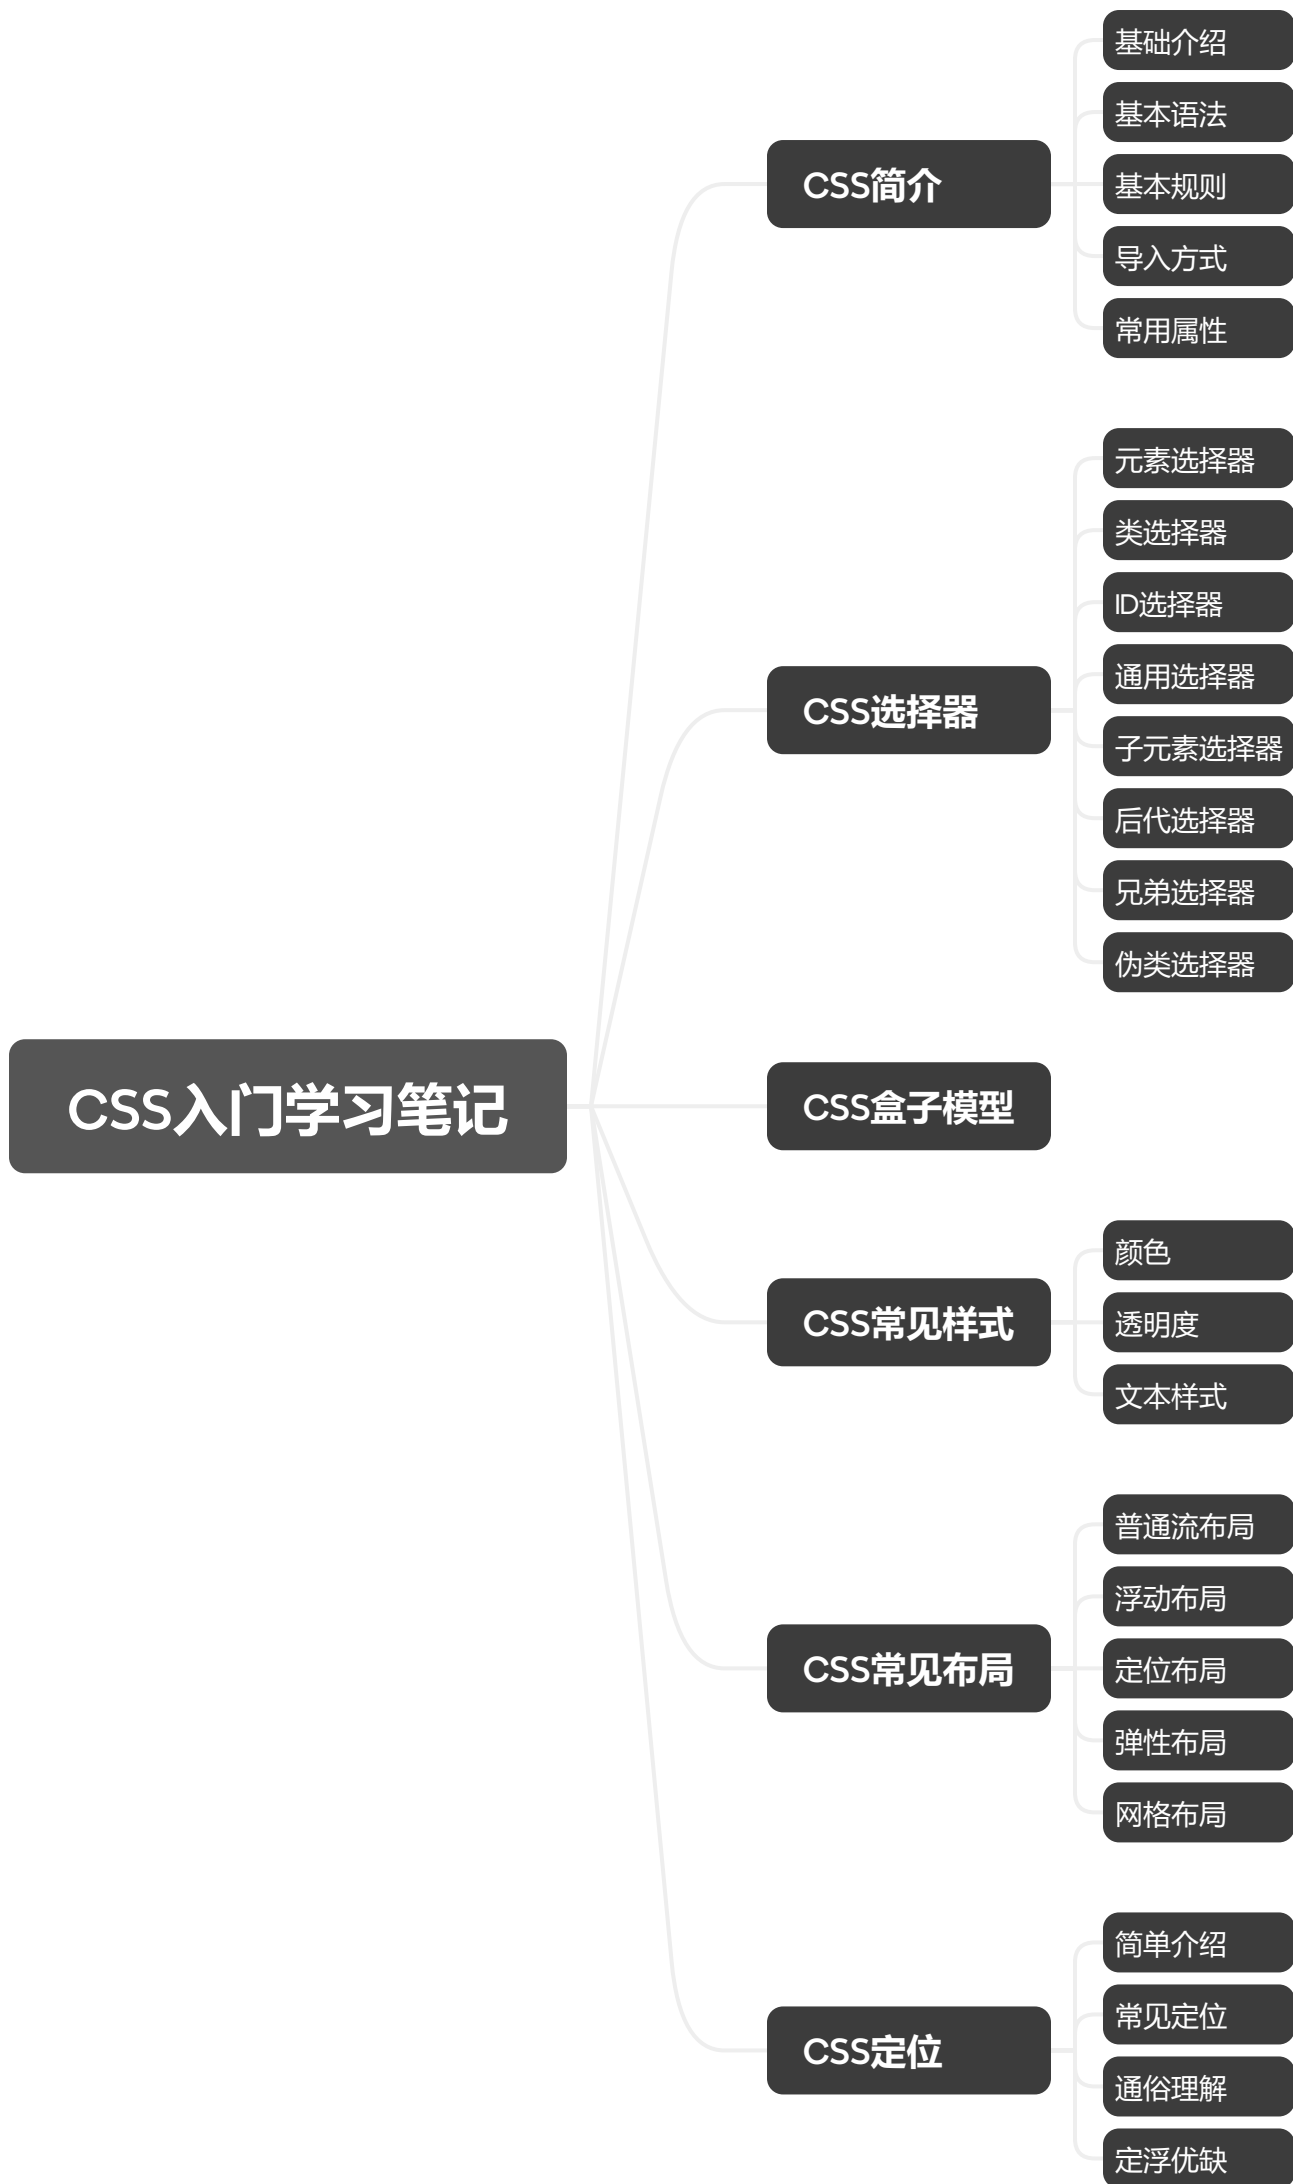 CSS入门学习笔记
CSS简介
基础介绍
基本语法
基本规则
导入方式
常用属性
CSS选择器
元素选择器
类选择器
ID选择器
通用选择器
子元素选择器
后代选择器
兄弟选择器
伪类选择器
CSS盒子模型
CSS常见样式
颜色
透明度
文本样式
CSS常见布局
普通流布局
浮动布局
定位布局
弹性布局
网格布局
CSS定位
简单介绍
常见定位
通俗理解
定浮优缺